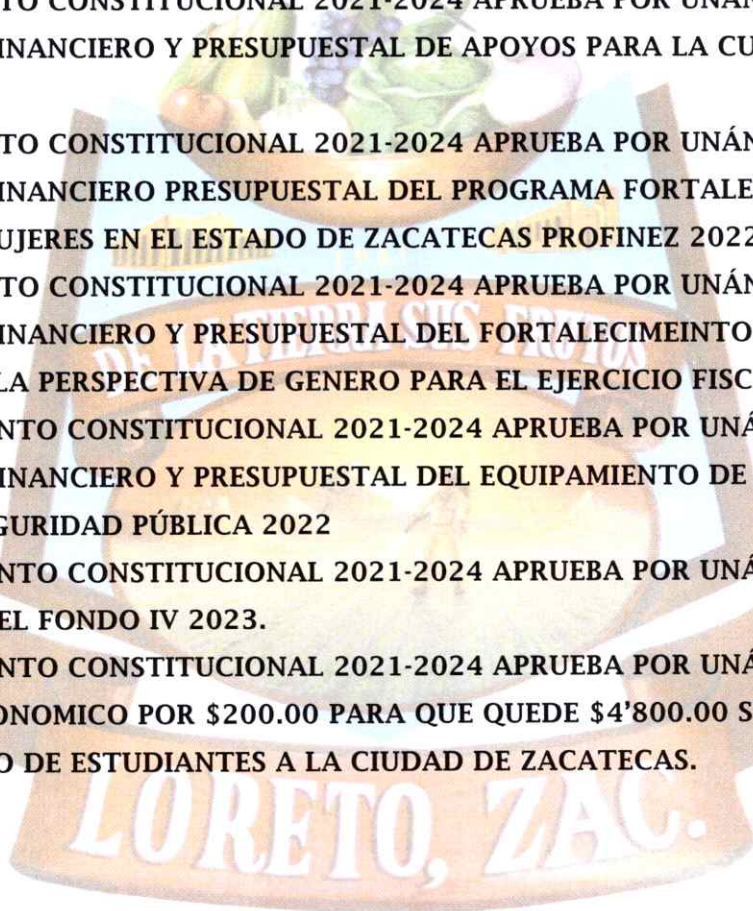 TO CONSTITUCIONAL 2021-2024 APRUEBA POR UNÁN
INANCIERO Y PRESUPUESTAL DE APOYOS PARA LA CU
TO CONSTITUCIONAL 2021-2024 APRUEBA POR UNÁN
INANCIERO PRESUPUESTAL DEL PROGRAMA FORTALE
UJERES EN EL ESTADO DE ZACATECAS PROFINEZ 2022
TO CONSTITUCIONAL 2021-2024 APRUEBA POR UNÁN
INANCIERO Y PRESUPUESTAL DEL FORTALECIMEINTO
DE LA TIERRA SUS FRUTOS
LA PERSPECTIVA DE GENERO PARA EL EJERCICIO FISC
NTO CONSTITUCIONAL 2021-2024 APRUEBA POR UNÁ
INANCIERO Y PRESUPUESTAL DEL EQUIPAMIENTO DE
GURIDAD PÚBLICA 2022
NTO CONSTITUCIONAL 2021-2024 APRUEBA POR UNÁ
EL FONDO IV 2023.
NTO CONSTITUCIONAL 2021-2024 APRUEBA POR UNÁ
ONOMICO POR $200.00 PARA QUE QUEDE $4'800.00 S
O DE ESTUDIANTES A LA CIUDAD DE ZACATECAS.
LORETO, ZAC.